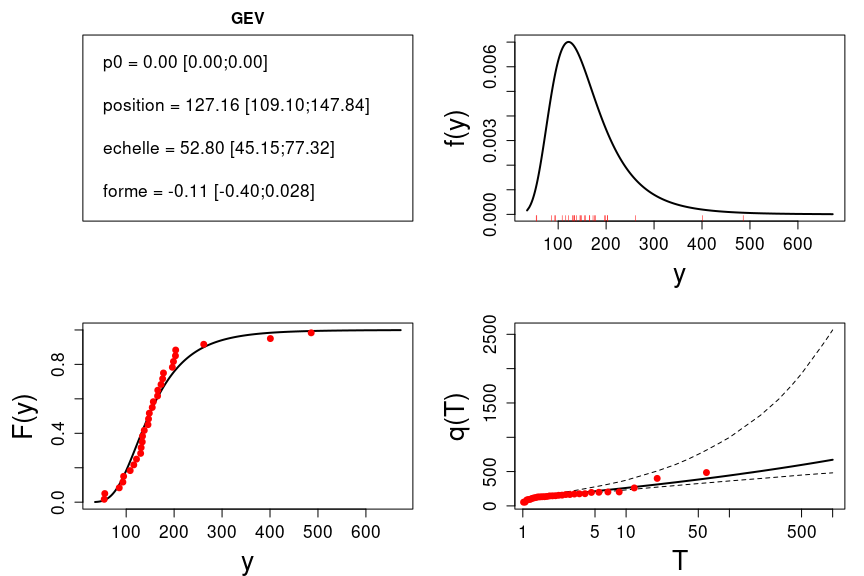 GEV
p0 = 0.00 [0.00;0.00]
position = 127.16 [109.10;147.84]
echelle = 52.80 [45.15;77.32]
forme = -0.11 [-0.40;0.028]
f(y)
0.006
0.003
0.000
100 200 300 400 500 600
y
F(y)
0.8
0.4
0.0
100 200 300 400 500 600
y
q(T)
2500
1500
500
0
1 5 10 50 500
T